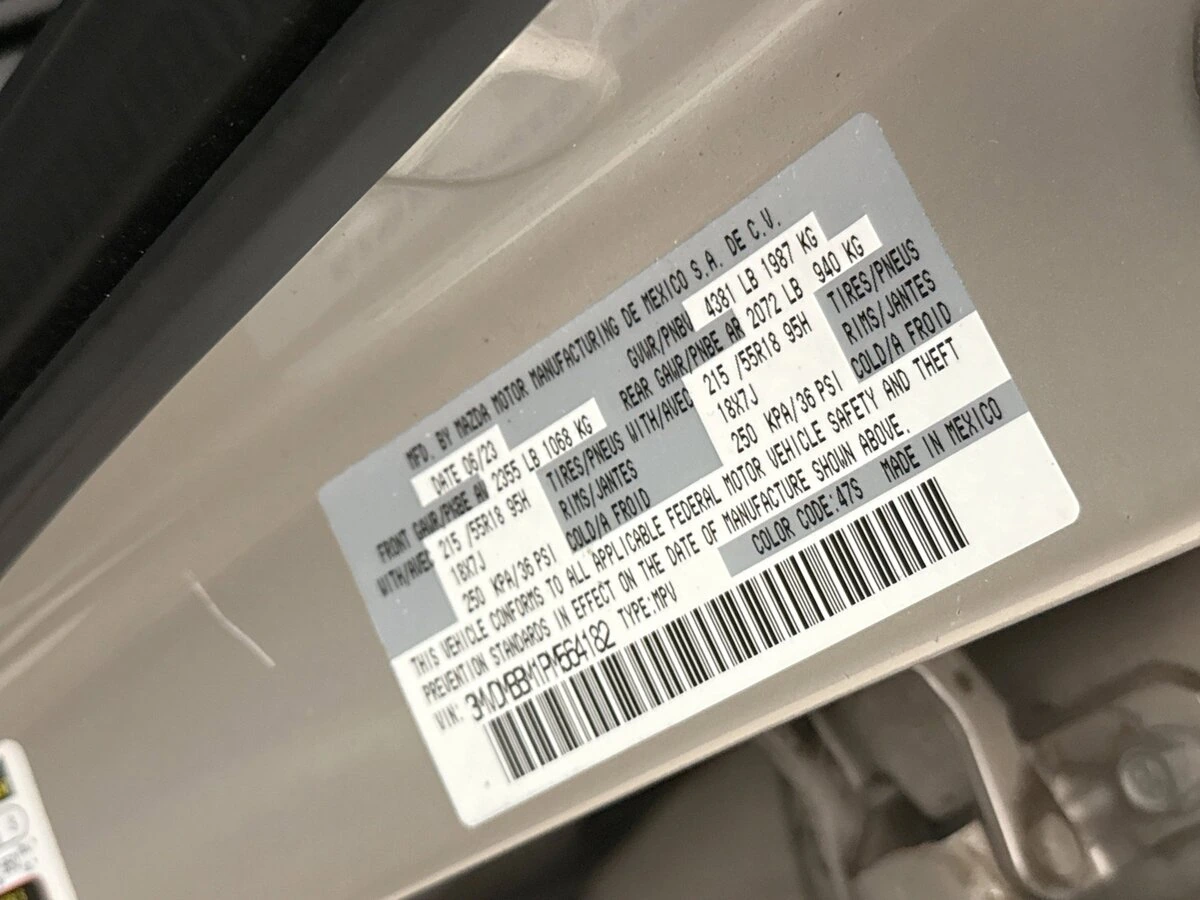 MFD. BY MAZDA MOTOR MANUFACTURING DE MEXICO S.A. DE C.V.
DATE 06/23 GVWR/PNBV 4381 LB 1987 KG
FRONT GAWR/PNBE AV 2355 LB 1068 KG REAR GAWR/PNBE AR 2072 LB 940 KG
WITH/AVEC 215 /55R18 95H TIRES/PNEUS WITH/AVEC 215 /55R18 95H TIRES/PNEUS
18X7J RIMS/JANTES 18X7J RIMS/JANTES
250 KPA/36 PSI COLD/A FROID 250 KPA/36 PSI COLD/A FROID
THIS VEHICLE CONFORMS TO ALL APPLICABLE FEDERAL MOTOR VEHICLE SAFETY AND THEFT
PREVENTION STANDARDS IN EFFECT ON THE DATE OF MANUFACTURE SHOWN ABOVE.
VIN: 3MVDMBBM1PM564182 TYPE:MPV COLOR CODE:47S MADE IN MEXICO